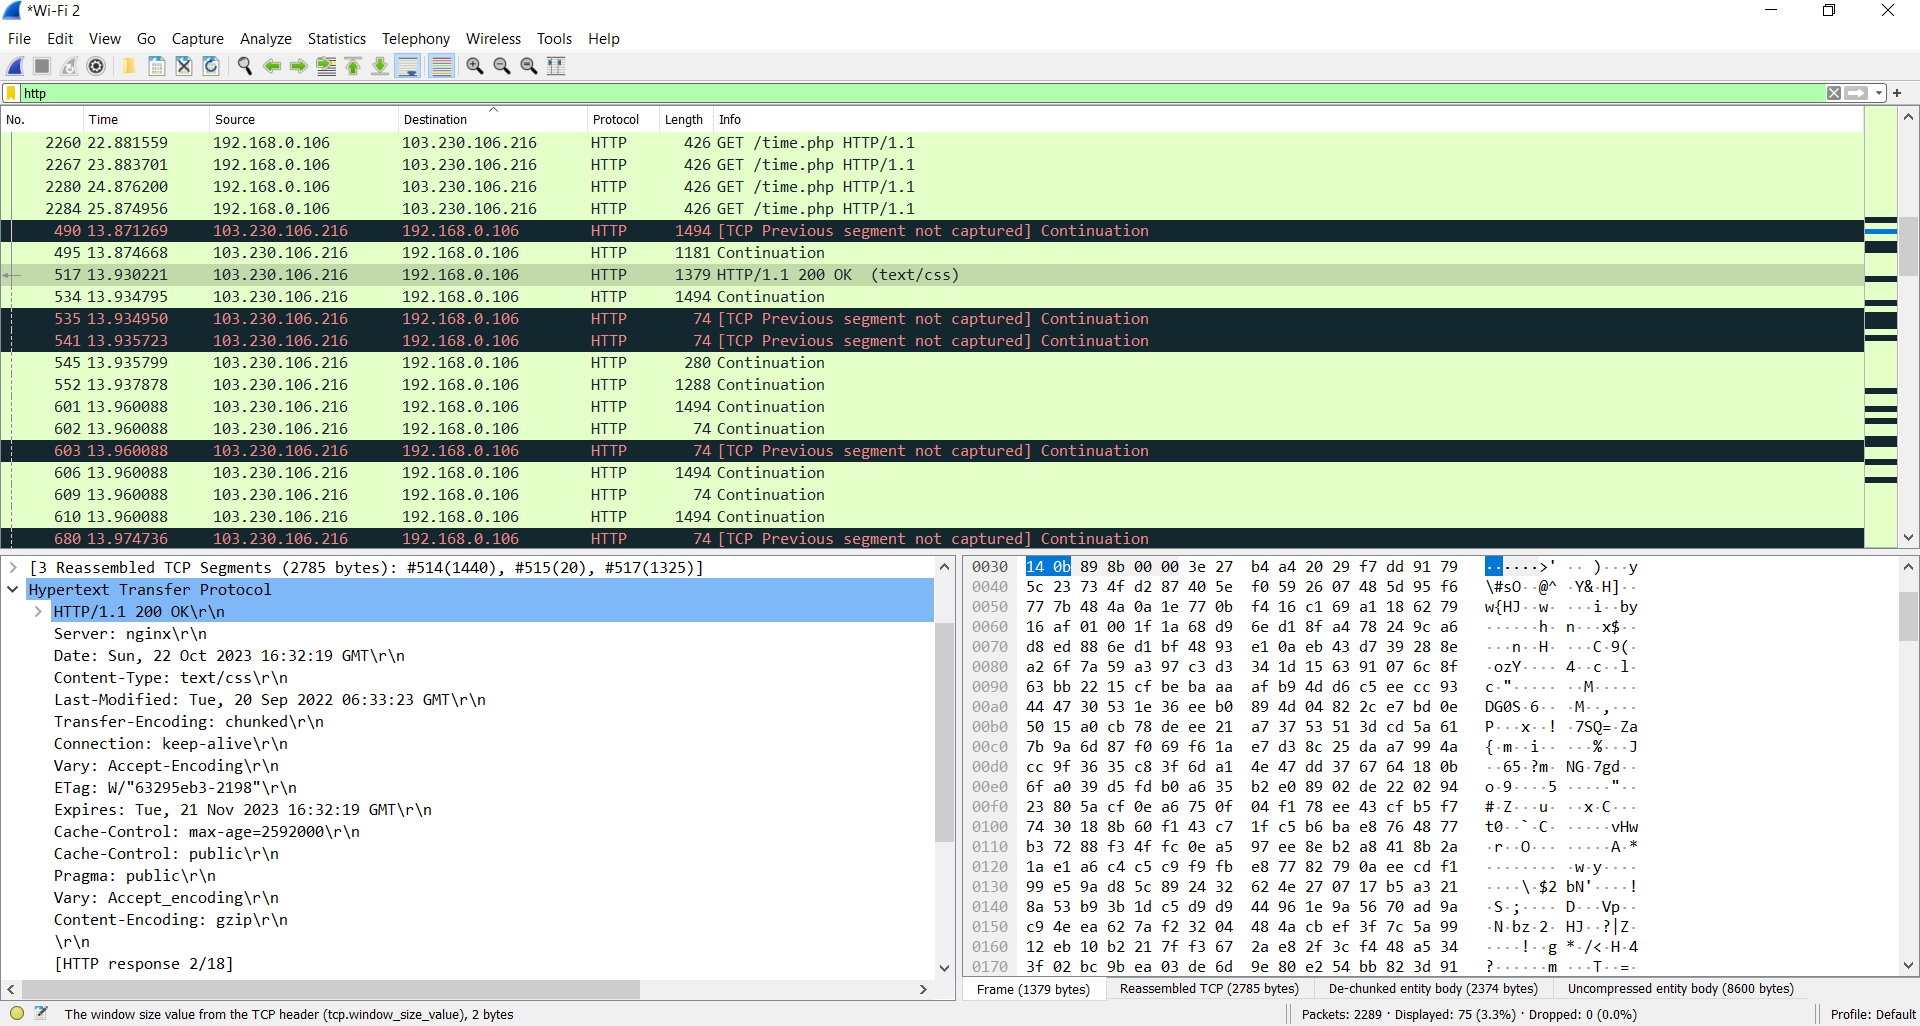 *Wi-Fi 2
File Edit View Go Capture Analyze Statistics Telephony Wireless Tools Help
http
No. Time Source Destination Protocol Length Info
2260 22.881559 192.168.0.106 103.230.106.216 HTTP 426 GET /time.php HTTP/1.1
2267 23.883701 192.168.0.106 103.230.106.216 HTTP 426 GET /time.php HTTP/1.1
2280 24.876200 192.168.0.106 103.230.106.216 HTTP 426 GET /time.php HTTP/1.1
2284 25.874956 192.168.0.106 103.230.106.216 HTTP 426 GET /time.php HTTP/1.1
490 13.871269 103.230.106.216 192.168.0.106 HTTP 1494 [TCP Previous segment not captured] Continuation
495 13.874668 103.230.106.216 192.168.0.106 HTTP 1181 Continuation
517 13.930221 103.230.106.216 192.168.0.106 HTTP 1379 HTTP/1.1 200 OK (text/css)
534 13.934795 103.230.106.216 192.168.0.106 HTTP 1494 Continuation
535 13.934950 103.230.106.216 192.168.0.106 HTTP 74 [TCP Previous segment not captured] Continuation
541 13.935723 103.230.106.216 192.168.0.106 HTTP 74 [TCP Previous segment not captured] Continuation
545 13.935799 103.230.106.216 192.168.0.106 HTTP 280 Continuation
552 13.937878 103.230.106.216 192.168.0.106 HTTP 1288 Continuation
601 13.960088 103.230.106.216 192.168.0.106 HTTP 1494 Continuation
602 13.960088 103.230.106.216 192.168.0.106 HTTP 74 Continuation
603 13.960088 103.230.106.216 192.168.0.106 HTTP 74 [TCP Previous segment not captured] Continuation
606 13.960088 103.230.106.216 192.168.0.106 HTTP 1494 Continuation
609 13.960088 103.230.106.216 192.168.0.106 HTTP 74 Continuation
610 13.960088 103.230.106.216 192.168.0.106 HTTP 1494 Continuation
680 13.974736 103.230.106.216 192.168.0.106 HTTP 74 [TCP Previous segment not captured] Continuation
[3 Reassembled TCP Segments (2785 bytes): #514(1440), #515(20), #517(1325)]
Hypertext Transfer Protocol
HTTP/1.1 200 OK\r\n
Server: nginx\r\n
Date: Sun, 22 Oct 2023 16:32:19 GMT\r\n
Content-Type: text/css\r\n
Last-Modified: Tue, 20 Sep 2022 06:33:23 GMT\r\n
Transfer-Encoding: chunked\r\n
Connection: keep-alive\r\n
Vary: Accept-Encoding\r\n
ETag: W/"63295eb3-2198"\r\n
Expires: Tue, 21 Nov 2023 16:32:19 GMT\r\n
Cache-Control: max-age=2592000\r\n
Cache-Control: public\r\n
Pragma: public\r\n
Vary: Accept_encoding\r\n
Content-Encoding: gzip\r\n
\r\n
[HTTP response 2/18]
0030 14 0b 89 8b 00 00 3e 27 b4 a4 20 29 f7 dd 91 79 ······>' ·· )···y
0040 5c 23 73 4f d2 87 40 5e f0 59 26 07 48 5d 95 f6 \#sO··@^ ·Y&·H]··
0050 77 7b 48 4a 0a 1e 77 0b f4 16 c1 69 a1 18 62 79 w{HJ··w· ···i··by
0060 16 af 01 00 1f 1a 68 d9 6e d1 8f a4 78 24 9c a6 ······h· n···x$··
0070 d8 ed 88 6e d1 bf 48 93 e1 0a eb 43 d7 39 28 8e ···n··H· ···C·9(·
0080 a2 6f 7a 59 a3 97 c3 d3 34 1d 15 63 91 07 6c 8f ·ozY···· 4··c··l·
0090 63 bb 22 15 cf be ba aa af b9 4d d6 c5 ee cc 93 c·"····· ··M·····
00a0 44 47 30 53 1e 36 ee b0 89 4d 04 82 2c e7 bd 0e DG0S·6·· ·M··,···
00b0 50 15 a0 cb 78 de ee 21 a7 37 53 51 3d cd 5a 61 P···x··! ·7SQ=·Za
00c0 7b 9a 6d 87 f0 69 f6 1a e7 d3 8c 25 da a7 99 4a {·m··i·· ···%···J
00d0 cc 9f 36 35 c8 3f 6d a1 4e 47 dd 37 67 64 18 0b ··65·?m· NG·7gd··
00e0 6f a0 39 d5 fd b0 a6 35 b2 e0 89 02 de 22 02 94 o·9····5 ·····"··
00f0 23 80 5a cf 0e a6 75 0f 04 f1 78 ee 43 cf b5 f7 #·Z···u· ··x·C···
0100 74 30 18 8b 60 f1 43 c7 1f c5 b6 ba e8 76 48 77 t0··`·C· ·····vHw
0110 b3 72 88 f3 4f fc 0e a5 97 ee 8e b2 a8 41 8b 2a ·r··O··· ·····A·*
0120 1a e1 a6 c4 c5 c9 f9 fb e8 77 82 79 0a ee cd f1 ········ ·w·y····
0130 99 e5 9a d8 5c 89 24 32 62 4e 27 07 17 b5 a3 21 ····\·$2 bN'····!
0140 8a 53 b9 3b 1d c5 d9 d9 44 96 1e 9a 56 70 ad 9a ·S·;···· D···Vp··
0150 c9 4e ea 62 7a f2 32 04 48 4a cb ef 3f 7c 5a 99 ·N·bz·2· HJ··?|Z·
0160 12 eb 10 b2 21 7f f3 67 2a e8 2f 3c f4 48 a5 34 ····!··g *·/<·H·4
0170 3f 02 bc 9b ea 03 de 6d 9e 80 e2 54 bb 82 3d 91 ?······m ···T··=·
Frame (1379 bytes) Reassembled TCP (2785 bytes) De-chunked entity body (2374 bytes) Uncompressed entity body (8600 bytes)
The window size value from the TCP header (tcp.window_size_value), 2 bytes Packets: 2289 · Displayed: 75 (3.3%) · Dropped: 0 (0.0%) Profile: Default